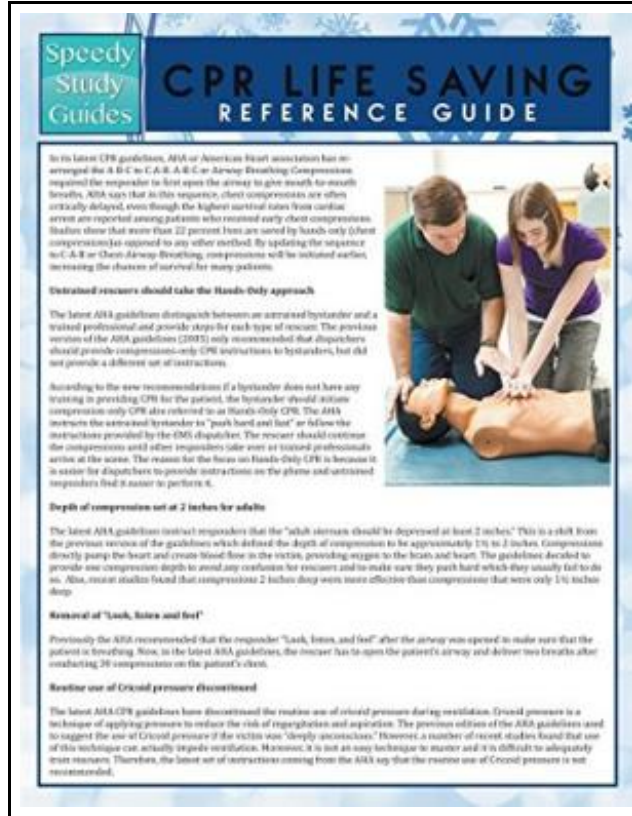 Speedy
Study
Guides
CPR LIFE SAVING
REFERENCE GUIDE
In its latest CPR guidelines, AHA or American Heart association has re-
arranged the A-B-C to C-A-B. A-B-C or Airway-Breathing-Compressions
required the responder to first open the airway to give mouth-to-mouth
breaths. AHA says that in this sequence, chest compressions are often
critically delayed, even though the highest survival rates from cardiac
arrest are reported among patients who received early chest compressions.
Studies show that more than 22 percent lives are saved by hands only (chest
compressions)as opposed to any other method. By updating the sequence
to C-A-B or Chest-Airway-Breathing, compressions will be initiated earlier,
increasing the chances of survival for many patients.
Untrained rescuers should take the Hands-Only approach
The latest AHA guidelines distinguish between an untrained bystander and a
trained professional and provide steps for each type of rescuer. The previous
version of the AHA guidelines (2005) only recommended that dispatchers
should provide compressions-only CPR instructions to bystanders, but did
not provide a different set of instructions.
According to the new recommendations if a bystander does not have any
training in providing CPR for the patient, the bystander should initiate
compression only CPR also referred to as Hands-Only CPR. The AHA
instructs the untrained bystander to "push hard and fast" or follow the
instructions provided by the EMS dispatcher. The rescuer should continue
the compressions until other responders take over or trained professionals
arrive at the scene. The reason for the focus on Hands-Only CPR is because it
is easier for dispatchers to provide instructions on the phone and untrained
responders find it easier to perform it.
Depth of compression set at 2 inches for adults
The latest AHA guidelines instruct responders that the "adult sternum should be depressed at least 2 inches." This is a shift from
the previous version of the guidelines which defined the depth of compression to be approximately 1½ to 2 inches. Compressions
directly pump the heart and create blood flow in the victim, providing oxygen to the brain and heart. The guidelines decided to
provide one compression depth to avoid any confusion for rescuers and to make sure they push hard which they usually fail to do
so. Also, recent studies found that compressions 2 inches deep were more effective than compressions that were only 1½ inches
deep.
Removal of "Look, listen and feel"
Previously the AHA recommended that the responder "Look, listen, and feel" after the airway was opened to make sure that the
patient is breathing. Now, in the latest AHA guidelines, the rescuer has to open the patient's airway and deliver two breaths after
conducting 30 compressions on the patient's chest.
Routine use of Cricoid pressure discontinued
The latest AHA CPR guidelines have discontinued the routine use of cricoid pressure during ventilation. Cricoid pressure is a
technique of applying pressure to reduce the risk of regurgitation and aspiration. The previous edition of the AHA guidelines used
to suggest the use of Cricoid pressure if the victim was "deeply unconscious." However, a number of recent studies found that use
of this technique can actually impede ventilation. Moreover, it is not an easy technique to master and it is difficult to adequately
train rescuers. Therefore, the latest set of instructions coming from the AHA say that the routine use of Cricoid pressure is not
recommended.